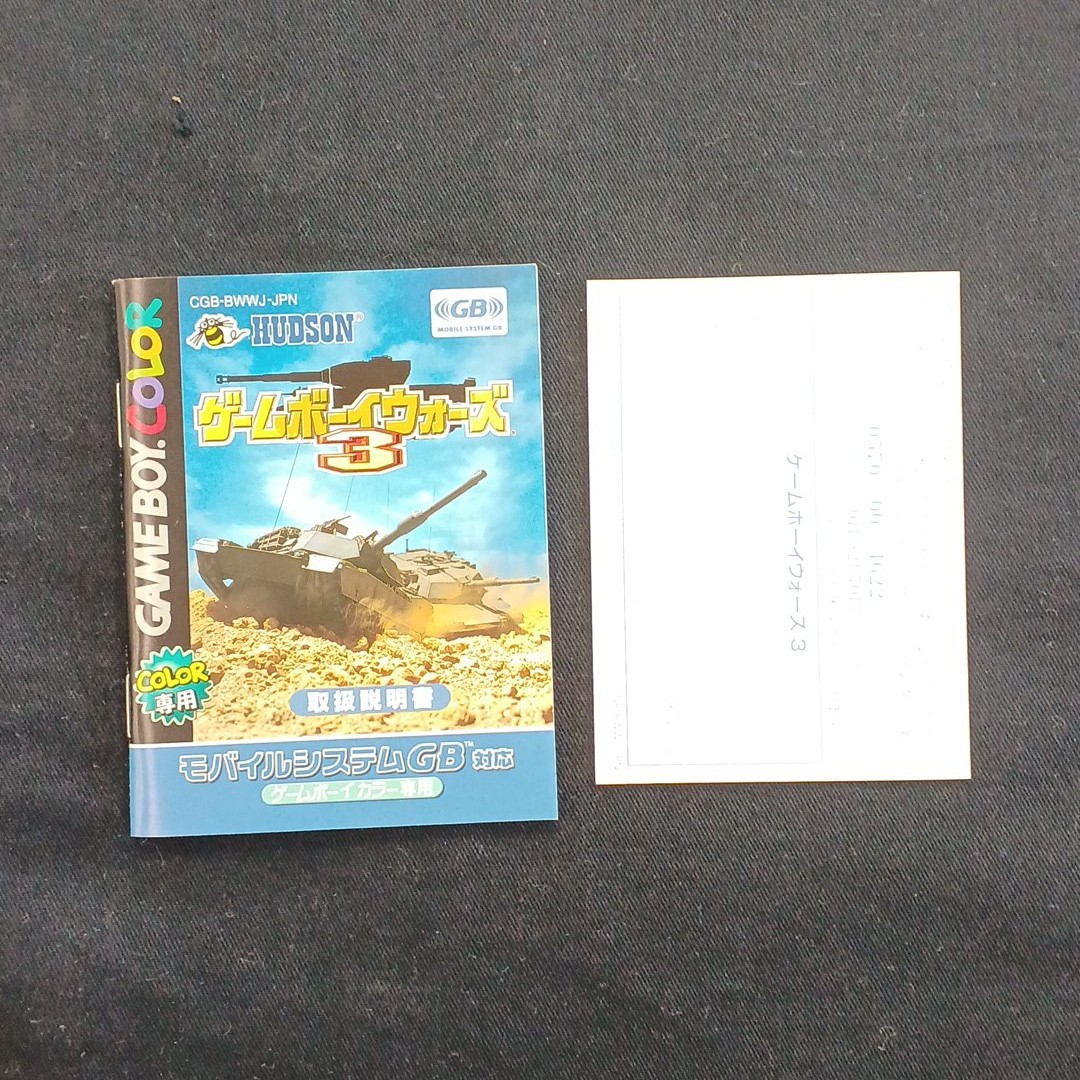 CGB-BWWJ-JPN
HUDSON®
GB
MOBILE SYSTEM GB
ゲームボーイウォーズ
3
GAME BOY COLOR
COLOR
専用
取扱説明書
モバイルシステムGB™対応
ゲームボーイカラー専用
ゲームボーイウォーズ3